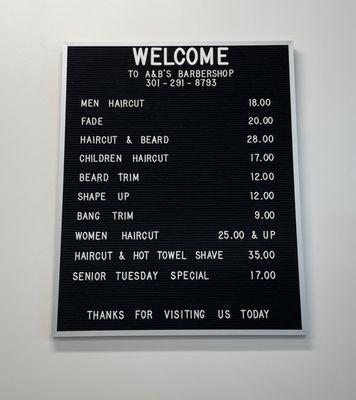 WELCOME
TO A&B'S BARBERSHOP
301-291-8793
MEN HAIRCUT 18.00
FADE 20.00
HAIRCUT & BEARD 28.00
CHILDREN HAIRCUT 17.00
BEARD TRIM 12.00
SHAPE UP 12.00
BANG TRIM 9.00
WOMEN HAIRCUT 25.00 & UP
HAIRCUT & HOT TOWEL SHAVE 35.00
SENIOR TUESDAY SPECIAL 17.00
THANKS FOR VISITING US TODAY